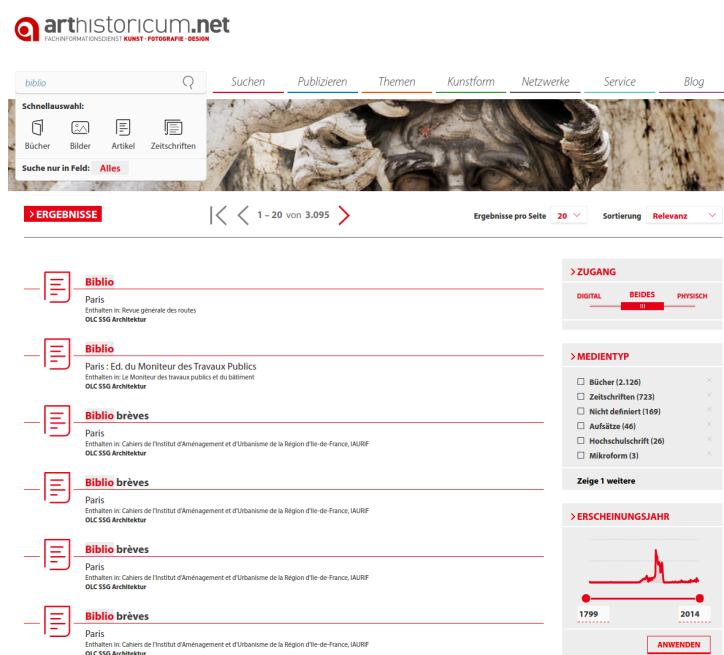 arthistoricum.net
FACHINFORMATIONSDIENST KUNST · FOTOGRAFIE · DESIGN
biblio
Suchen Publizieren Themen Kunstform Netzwerke Service Blog
Schnellauswahl:
Bücher Bilder Artikel Zeitschriften
Suche nur in Feld: Alles
> ERGEBNISSE
1 – 20 von 3.095
Ergebnisse pro Seite 20
Sortierung Relevanz
Biblio
Paris
Enthalten in: Revue générale des routes
OLC SSG Architektur
Biblio
Paris : Ed. du Moniteur des Travaux Publics
Enthalten in: Le Moniteur des travaux publics et du bâtiment
OLC SSG Architektur
Biblio brèves
Paris
Enthalten in: Cahiers de l'Institut d'Aménagement et d'Urbanisme de la Région d'Ile-de-France, IAURIF
OLC SSG Architektur
Biblio brèves
Paris
Enthalten in: Cahiers de l'Institut d'Aménagement et d'Urbanisme de la Région d'Ile-de-France, IAURIF
OLC SSG Architektur
Biblio brèves
Paris
Enthalten in: Cahiers de l'Institut d'Aménagement et d'Urbanisme de la Région d'Ile-de-France, IAURIF
OLC SSG Architektur
Biblio brèves
Paris
Enthalten in: Cahiers de l'Institut d'Aménagement et d'Urbanisme de la Région d'Ile-de-France, IAURIF
OLC SSG Architektur
> ZUGANG
DIGITAL BEIDES PHYSISCH
> MEDIENTYP
Bücher (2.126)
Zeitschriften (723)
Nicht definiert (169)
Aufsätze (46)
Hochschulschrift (26)
Mikroform (3)
Zeige 1 weitere
> ERSCHEINUNGSJAHR
1799 2014
ANWENDEN